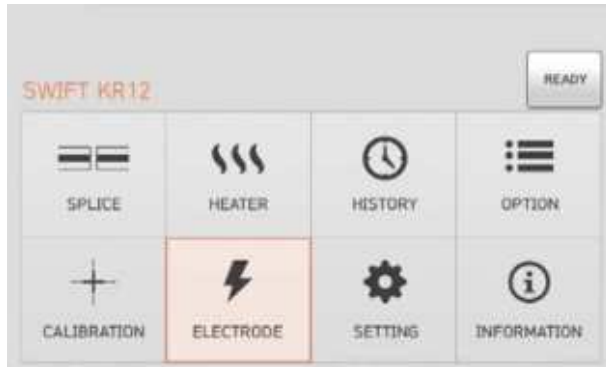 READY
SWIFT KR12
SPLICE HEATER HISTORY OPTION
CALIBRATION ELECTRODE SETTING INFORMATION